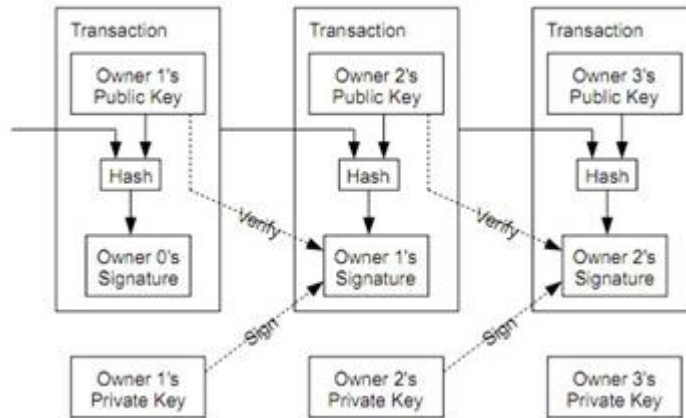 Transaction
Owner 1's
Public Key
Hash
Owner 0's
Signature
Transaction
Owner 2's
Public Key
Hash
Verify
Owner 1's
Signature
Transaction
Owner 3's
Public Key
Hash
Verify
Owner 2's
Signature
Sign
Sign
Owner 1's
Private Key
Owner 2's
Private Key
Owner 3's
Private Key